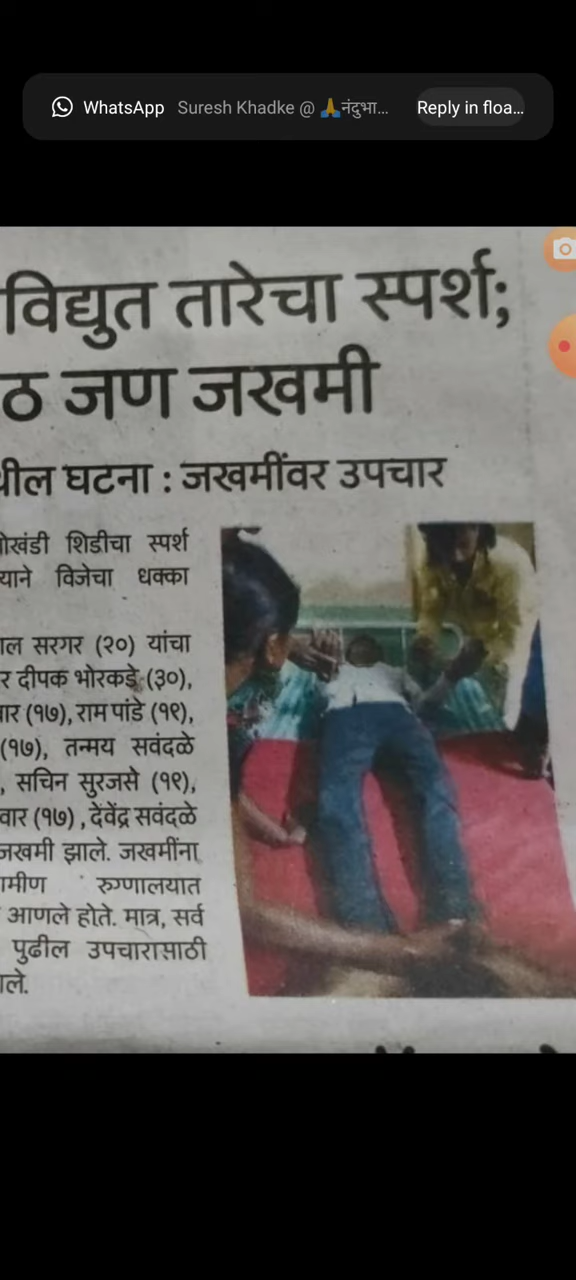 WhatsApp Suresh Khadke @ 🙏नंदुभा... Reply in floa...
विद्युत तारेचा स्पर्श;
ठ जण जखमी
थील घटना : जखमींवर उपचार
ोखंडी शिडीचा स्पर्श
याने विजेचा धक्का
ाल सरगर (२०) यांचा
र दीपक भोरकडे (३०),
ार (१७), राम पांडे (१९),
(१७), तन्मय सवंदळे
, सचिन सुरजसे (१९),
वार (१७), देवेंद्र सवंदळे
जखमी झाले. जखमींना
ामीण रुग्णालयात
आणले होते. मात्र, सर्व
पुढील उपचारासाठी
ाले.